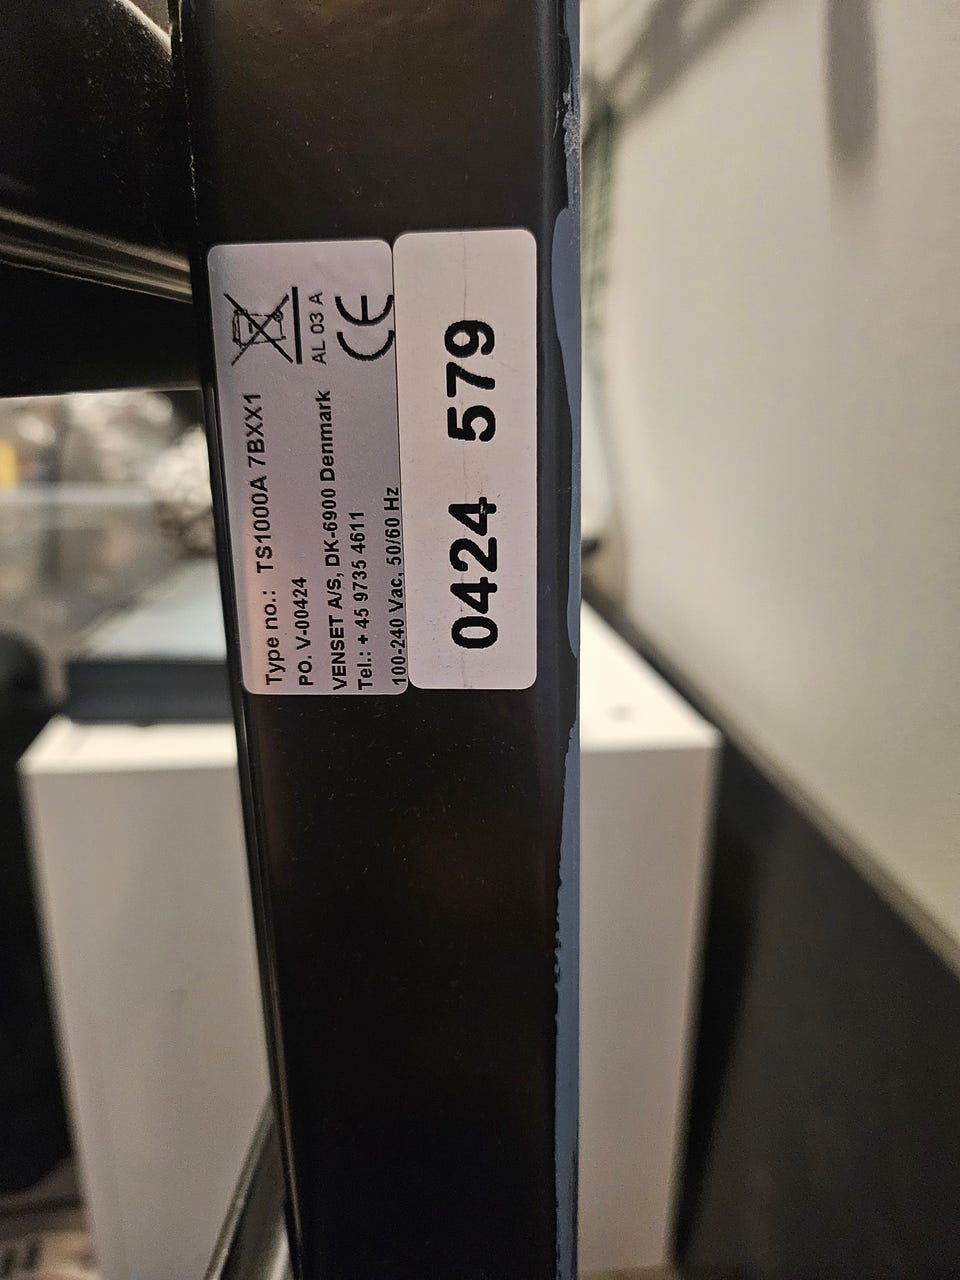 Type no.: TS1000A 7BXX1
PO. V-00424
VENSET A/S, DK-6900 Denmark
Tel.: + 45 9735 4611
100-240 Vac, 50/60 Hz
AL 03 A
CE
0424 579